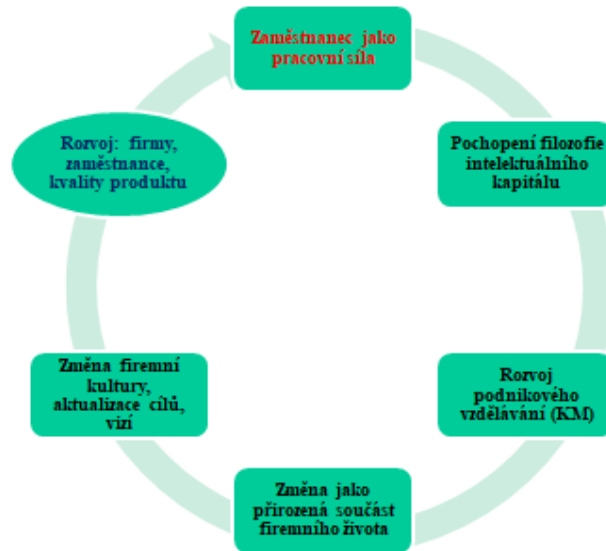 Zaměstnanec jako
pracovní síla
Pochopení filozofie
intelektuálního
kapitálu
Rozvoj
podnikového
vzdělávání (KM)
Změna jako
přirozená součást
firemního života
Změna firemní
kultury,
aktualizace cílů,
vizí
Rozvoj: firmy,
zaměstnance,
kvality produktu